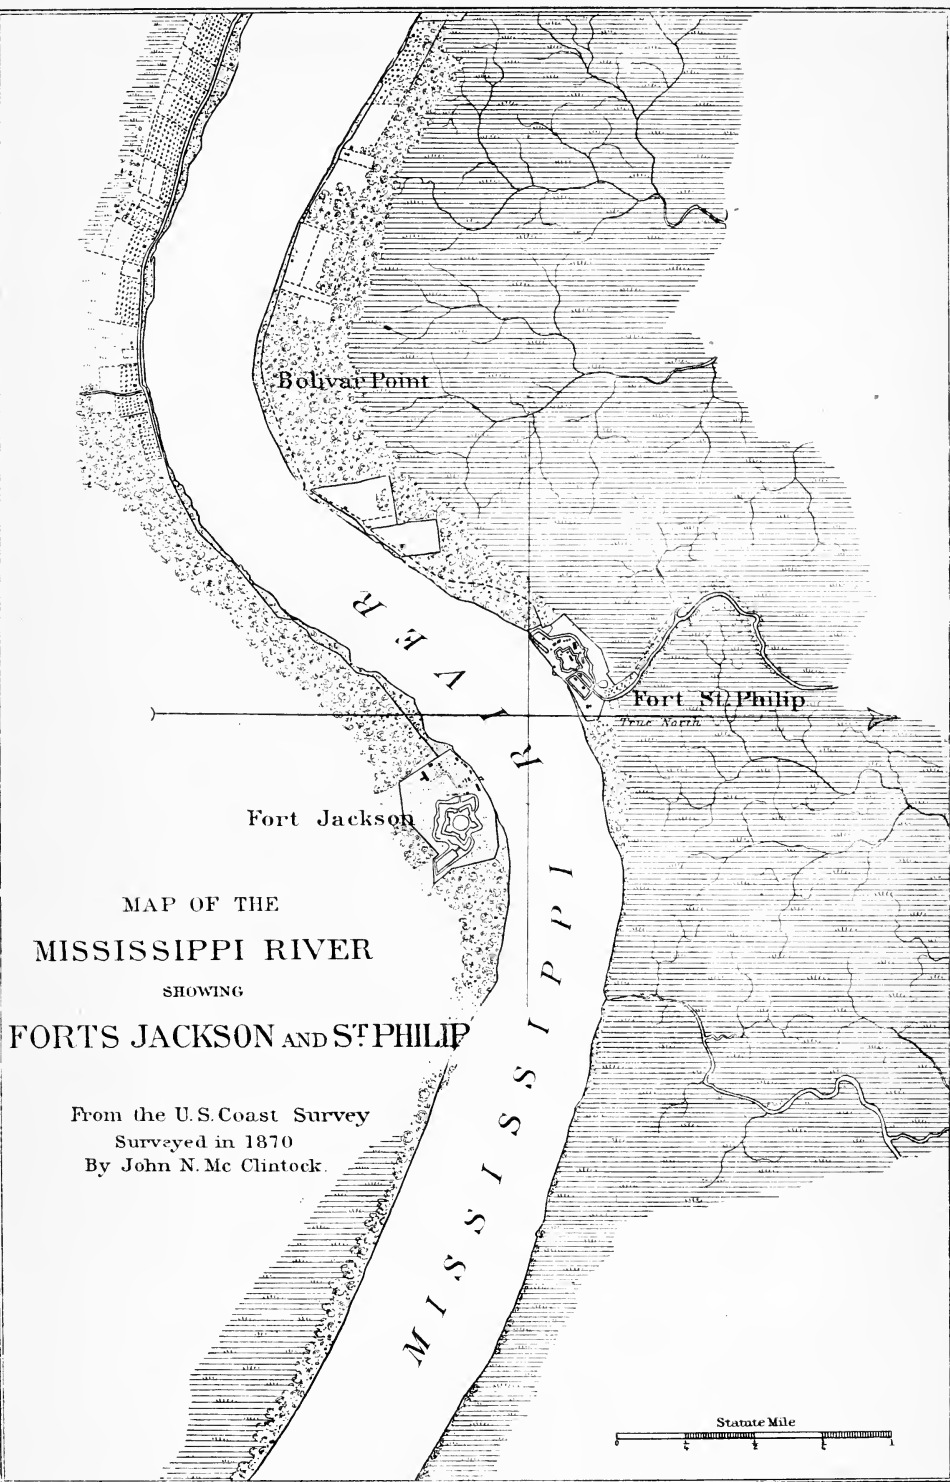 Bolivar Point
Fort St. Philip
True North
Fort Jackson
MISSISSIPPI RIVER
MAP OF THE
MISSISSIPPI RIVER
SHOWING
FORTS JACKSON AND ST. PHILIP
From the U.S. Coast Survey
Surveyed in 1870
By John N. Mc Clintock.
Statute Mile
0 1